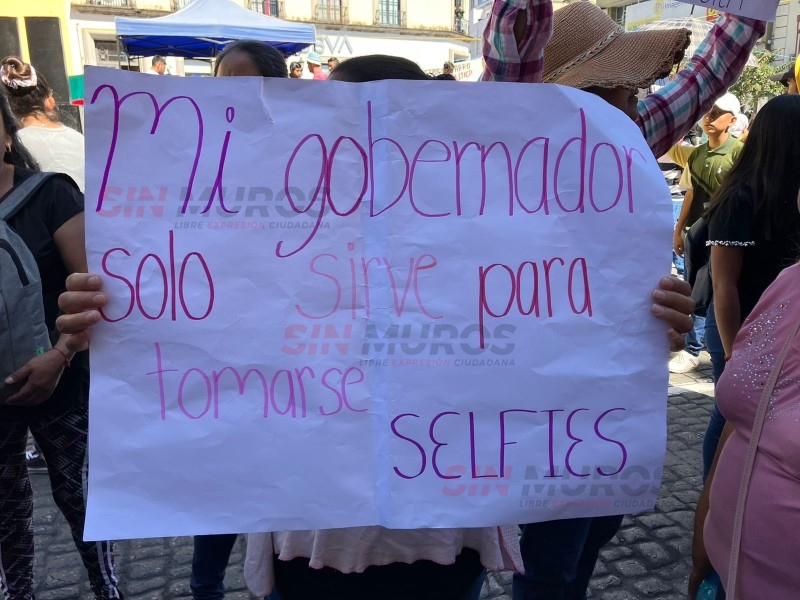 BBVA
Mi gobernador
SIN MUROS
LIBRE EXPRESIÓN CIUDADANA
solo sirve para
SIN MUROS
LIBRE EXPRESIÓN CIUDADANA
tomarse
SELFIES
SIN MUROS
LIBRE EXPRESIÓN CIUDADANA